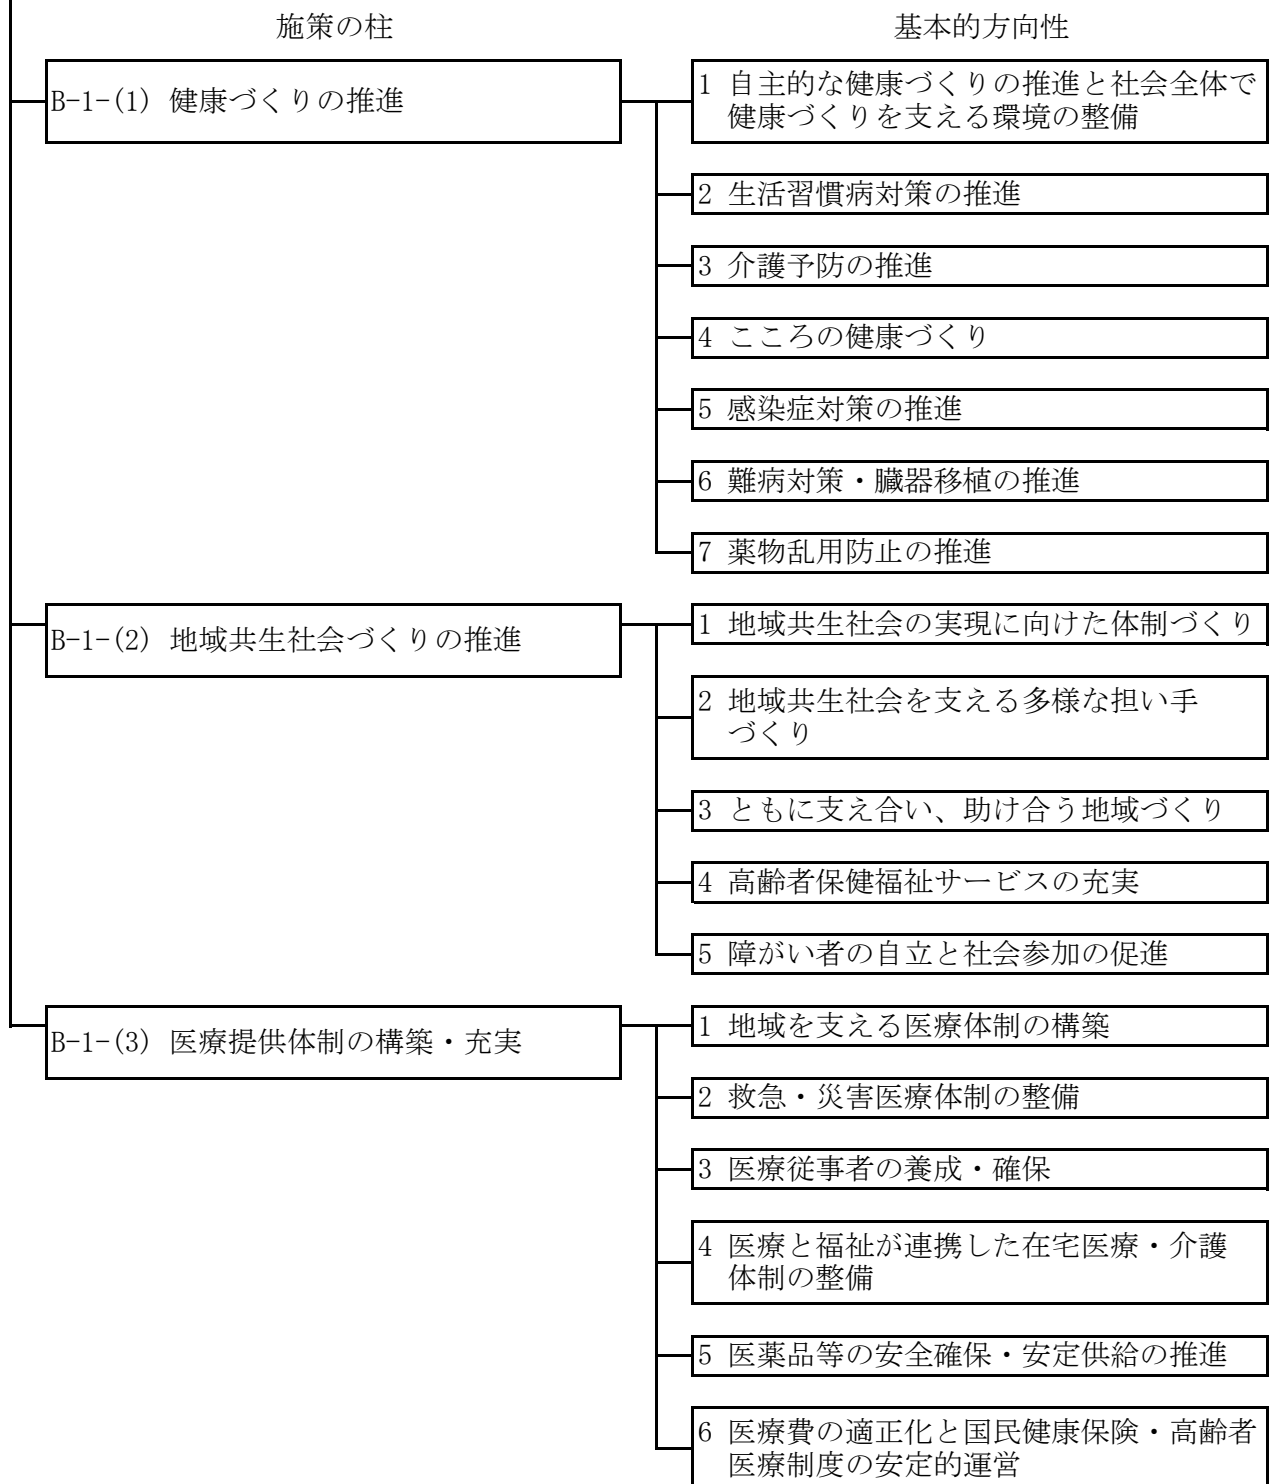 施策の柱
基本的方向性
B-1-(1) 健康づくりの推進
1 自主的な健康づくりの推進と社会全体で
健康づくりを支える環境の整備
2 生活習慣病対策の推進
3 介護予防の推進
4 こころの健康づくり
5 感染症対策の推進
6 難病対策・臓器移植の推進
7 薬物乱用防止の推進
B-1-(2) 地域共生社会づくりの推進
1 地域共生社会の実現に向けた体制づくり
2 地域共生社会を支える多様な担い手
づくり
3 ともに支え合い、助け合う地域づくり
4 高齢者保健福祉サービスの充実
5 障がい者の自立と社会参加の促進
B-1-(3) 医療提供体制の構築・充実
1 地域を支える医療体制の構築
2 救急・災害医療体制の整備
3 医療従事者の養成・確保
4 医療と福祉が連携した在宅医療・介護
体制の整備
5 医薬品等の安全確保・安定供給の推進
6 医療費の適正化と国民健康保険・高齢者
医療制度の安定的運営